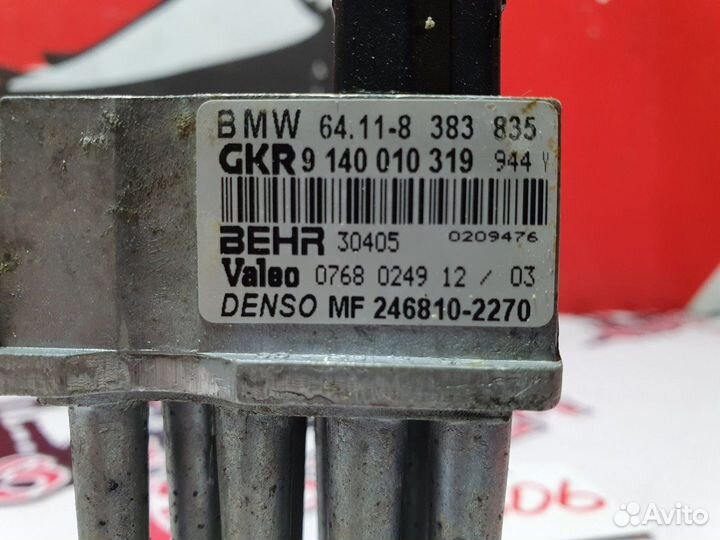 BMW 64.11-8 383 835
GKR 9 140 010 319 944 Y
BEHR 30405 0209476
Valeo 0768 0249 12 / 03
DENSO MF 246810-2270
Avito